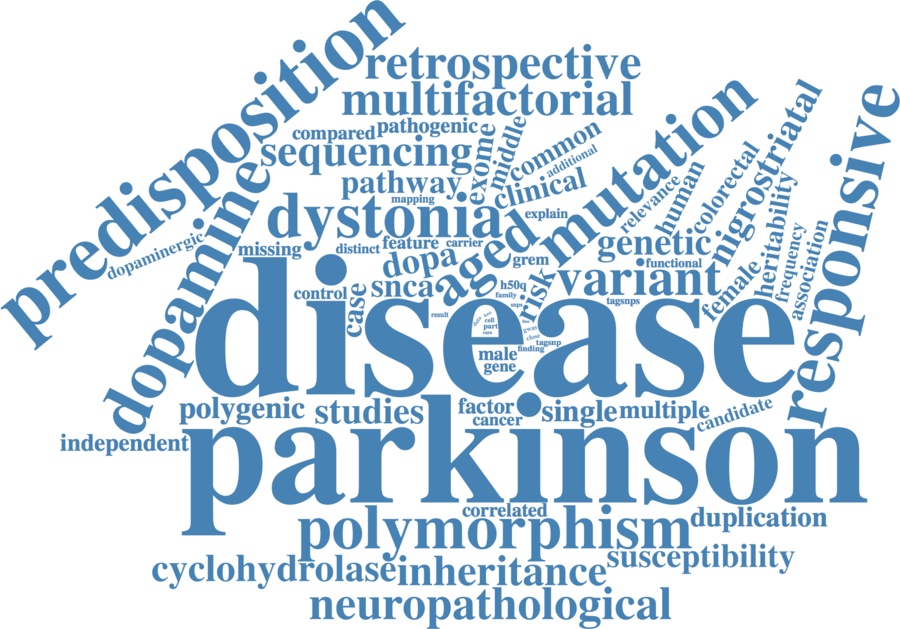 predisposition
retrospective
multifactorial
compared
pathogenic
sequencing
exome
middle
common
additional
mutation
responsive
pathway
mapping
clinical
relevance
human
colorectal
nigrostriatal
dopamine
dopaminergic
dystonia
explain
missing
distinct
feature
carrier
aged
genetic
functional
female
heritability
frequency
association
dopa
grem
control
case
snca
h50q
family
risk
variant
tagsnps
result
disease
cell
part
gwas
close
tagsnp
finding
male
gene
polygenic
studies
factor
cancer
single
multiple
candidate
independent
parkinson
correlated
polymorphism
duplication
cyclohydrolase
inheritance
susceptibility
neuropathological